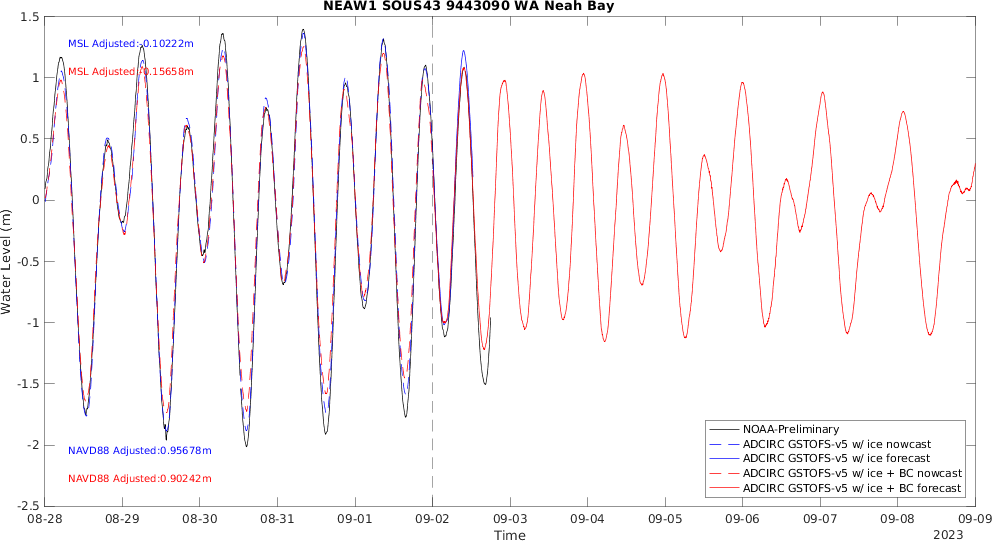 NEAW1 SOUS43 9443090 WA Neah Bay
MSL Adjusted:-0.10222m
MSL Adjusted:-0.15658m
NAVD88 Adjusted:0.95678m
NAVD88 Adjusted:0.90242m
Water Level (m)
1.5
1
0.5
0
-0.5
-1
-1.5
-2
-2.5
NOAA-Preliminary
ADCIRC GSTOFS-v5 w/ ice nowcast
ADCIRC GSTOFS-v5 w/ ice forecast
ADCIRC GSTOFS-v5 w/ ice + BC nowcast
ADCIRC GSTOFS-v5 w/ ice + BC forecast
08-28 08-29 08-30 08-31 09-01 09-02 09-03 09-04 09-05 09-06 09-07 09-08 09-09
Time
2023